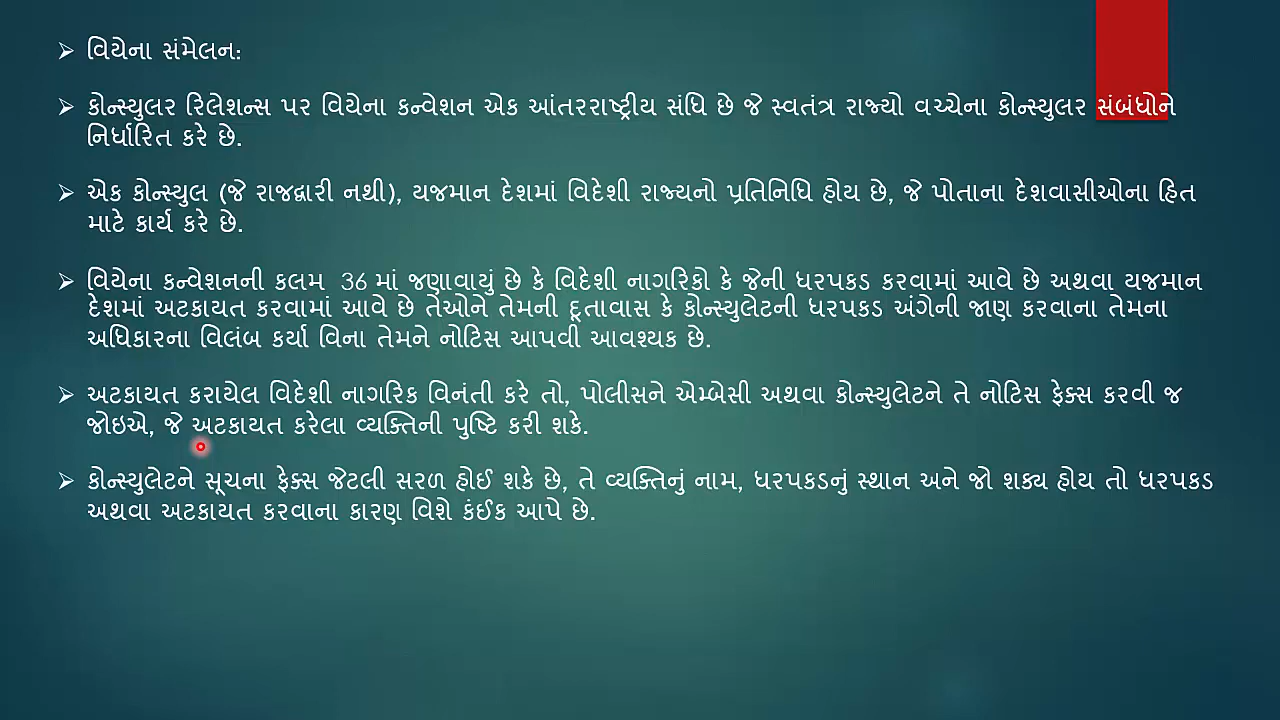 વિયેના સંમેલન:
કોન્સ્યુલર રિલેશન્સ પર વિયેના કન્વેશન એક આંતરરાષ્ટ્રીય સંધિ છે જે સ્વતંત્ર રાજ્યો વચ્ચેના કોન્સ્યુલર સંબંધોને
નિર્ધારિત કરે છે.
એક કોન્સ્યુલ (જે રાજદ્વારી નથી), યજમાન દેશમાં વિદેશી રાજ્યનો પ્રતિનિધિ હોય છે, જે પોતાના દેશવાસીઓના હિત
માટે કાર્ય કરે છે.
વિયેના કન્વેશનની કલમ 36 માં જણાવાયું છે કે વિદેશી નાગરિકો કે જેની ધરપકડ કરવામાં આવે છે અથવા યજમાન
દેશમાં અટકાયત કરવામાં આવે છે તેઓને તેમની દૂતાવાસ કે કોન્સ્યુલેટની ધરપકડ અંગેની જાણ કરવાના તેમના
અધિકારના વિલંબ કર્યા વિના તેમને નોટિસ આપવી આવશ્યક છે.
અટકાયત કરાયેલ વિદેશી નાગરિક વિનંતી કરે તો, પોલીસને એમ્બેસી અથવા કોન્સ્યુલેટને તે નોટિસ ફેક્સ કરવી જ
જોઇએ, જે અટકાયત કરેલા વ્યક્તિની પુષ્ટિ કરી શકે.
કોન્સ્યુલેટને સૂચના ફેક્સ જેટલી સરળ હોઈ શકે છે, તે વ્યક્તિનું નામ, ધરપકડનું સ્થાન અને જો શક્ય હોય તો ધરપકડ
અથવા અટકાયત કરવાના કારણ વિશે કંઈક આપે છે.